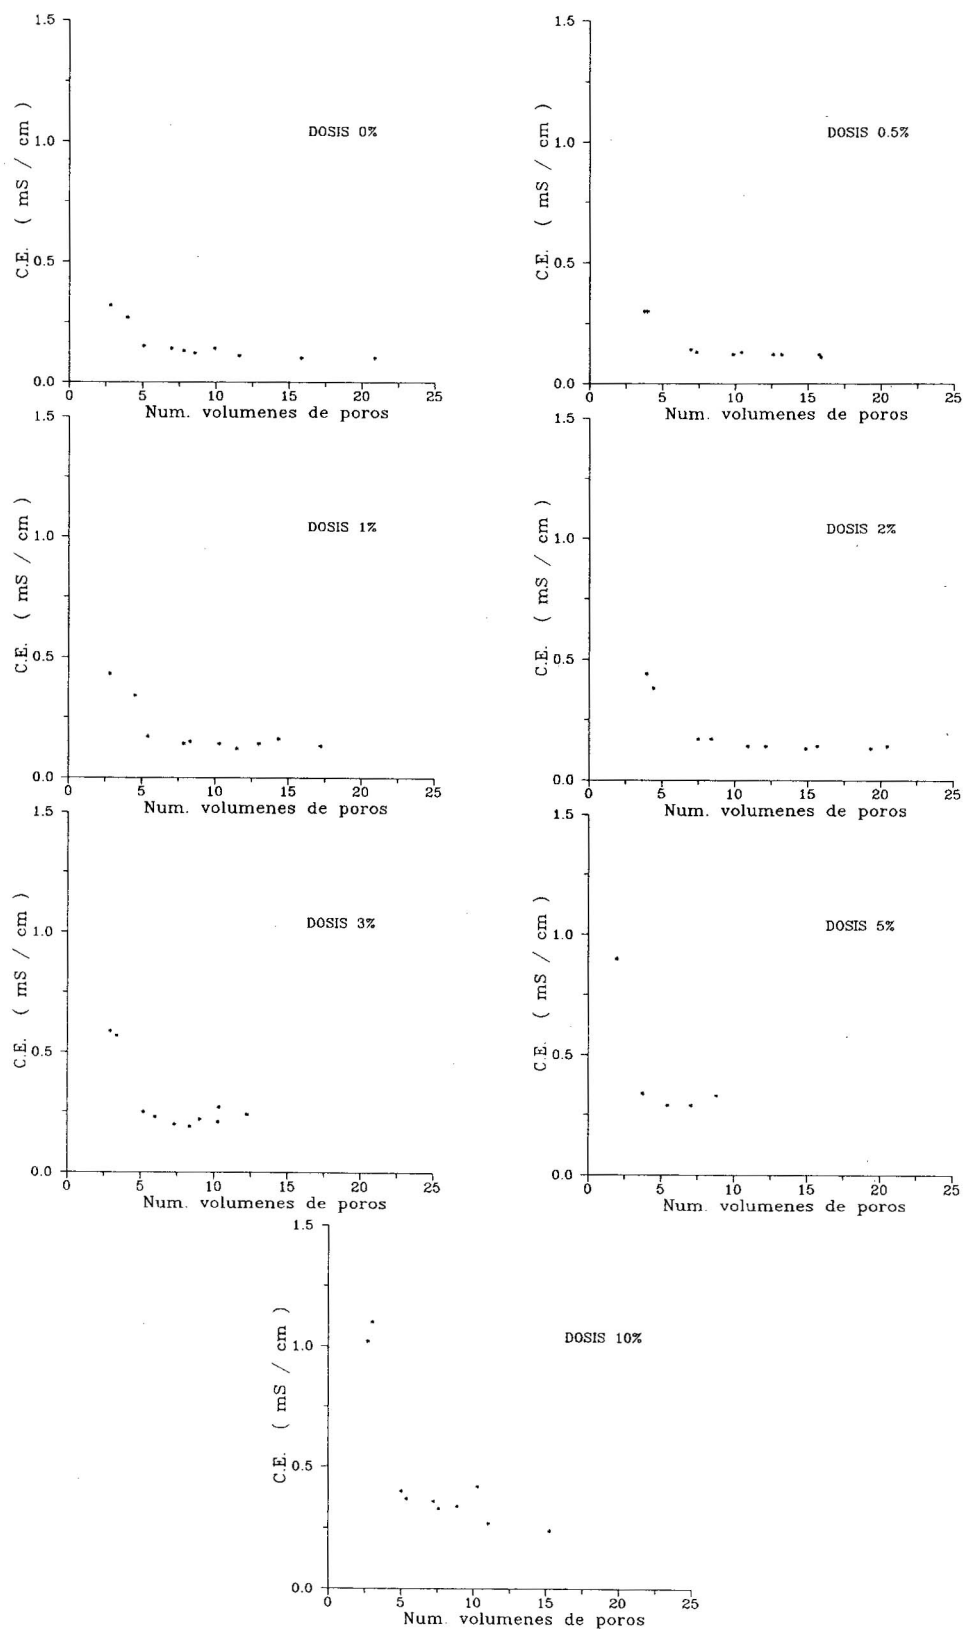 1.5
1.0
0.5
0.0
C.E. ( mS / cm )
DOSIS 0%
0 5 10 15 20 25
Num. volumenes de poros
1.5
1.0
0.5
0.0
C.E. ( mS / cm )
DOSIS 0.5%
0 5 10 15 20 25
Num. volumenes de poros
1.5
1.0
0.5
0.0
C.E. ( mS / cm )
DOSIS 1%
0 5 10 15 20 25
Num. volumenes de poros
1.5
1.0
0.5
0.0
C.E. ( mS / cm )
DOSIS 2%
0 5 10 15 20 25
Num. volumenes de poros
1.5
1.0
0.5
0.0
C.E. ( mS / cm )
DOSIS 3%
0 5 10 15 20 25
Num. volumenes de poros
1.5
1.0
0.5
0.0
C.E. ( mS / cm )
DOSIS 5%
0 5 10 15 20 25
Num. volumenes de poros
1.5
1.0
0.5
0.0
C.E. ( mS / cm )
DOSIS 10%
0 5 10 15 20 25
Num. volumenes de poros